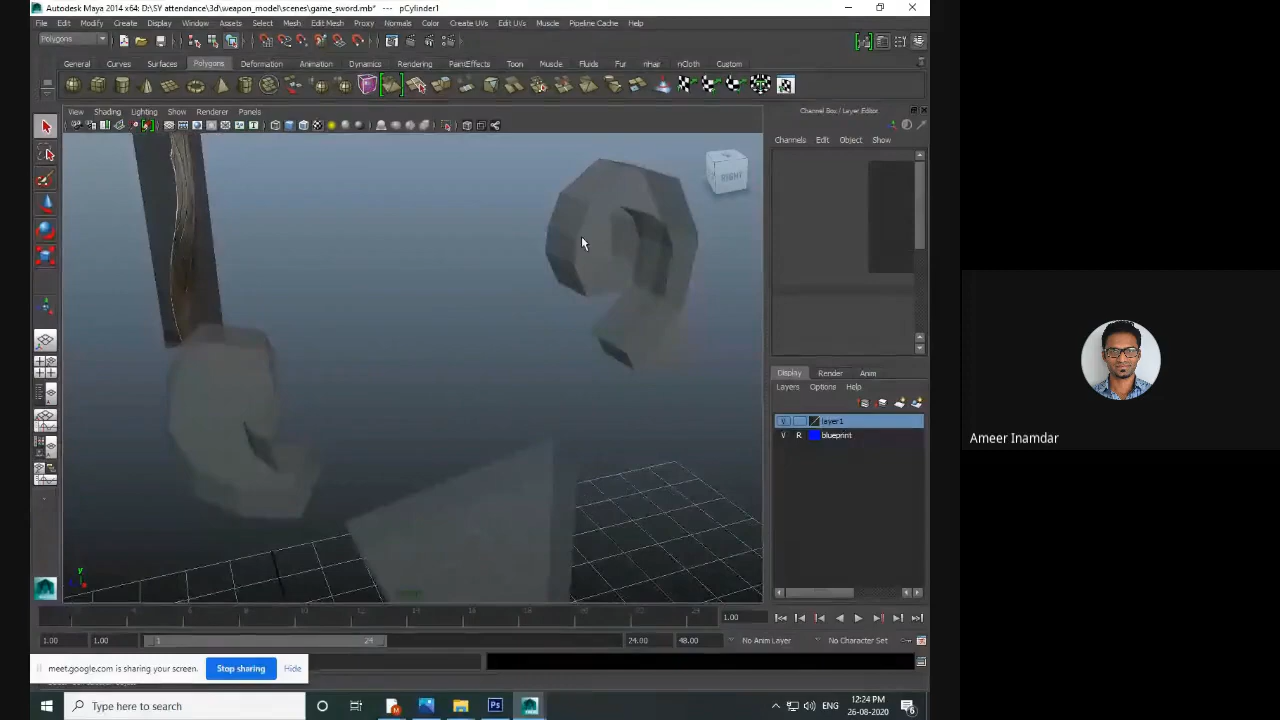 Autodesk Maya 2014 x64: D:\SY attendance\3d\weapon_model\scenes\game_sword.mb* --- pCylinder1
File Edit Modify Create Display Window Assets Select Mesh Edit Mesh Proxy Normals Color Create UVs Edit UVs Muscle Pipeline Cache Help
Polygons
General Curves Surfaces Polygons Deformation Animation Rendering Dynamics PaintEffects Toon Muscle Fluids Fur nHair nCloth Custom
View Shading Lighting Show Renderer Panels
Channel Box / Layer Editor
Channels Edit Object Show
RIGHT
Display Render Anim
Layers Options Help
V layer1
V R blueprint
y
1.00
1.00 1.00 1 24 24.00 48.00 No Anim Layer No Character Set
meet.google.com is sharing your screen. Stop sharing Hide
Type here to search
ENG
12:24 PM
26-08-2020
6
Ameer Inamdar